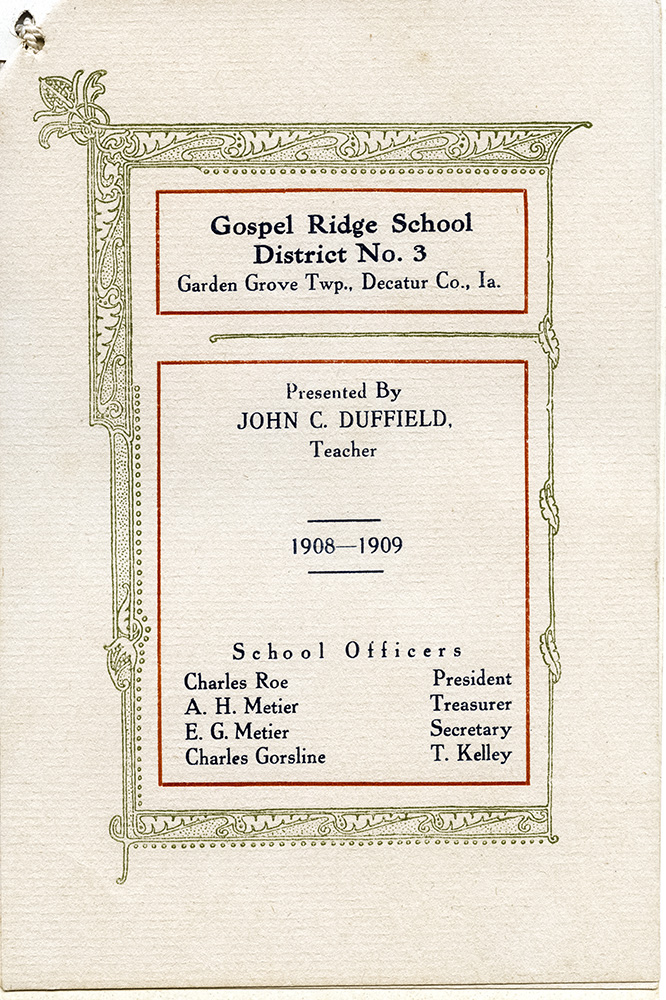 Gospel Ridge School
District No. 3
Garden Grove Twp., Decatur Co., Ia.
Presented By
JOHN C. DUFFIELD,
Teacher
1908—1909
School Officers
Charles Roe President
A. H. Metier Treasurer
E. G. Metier Secretary
Charles Gorsline T. Kelley